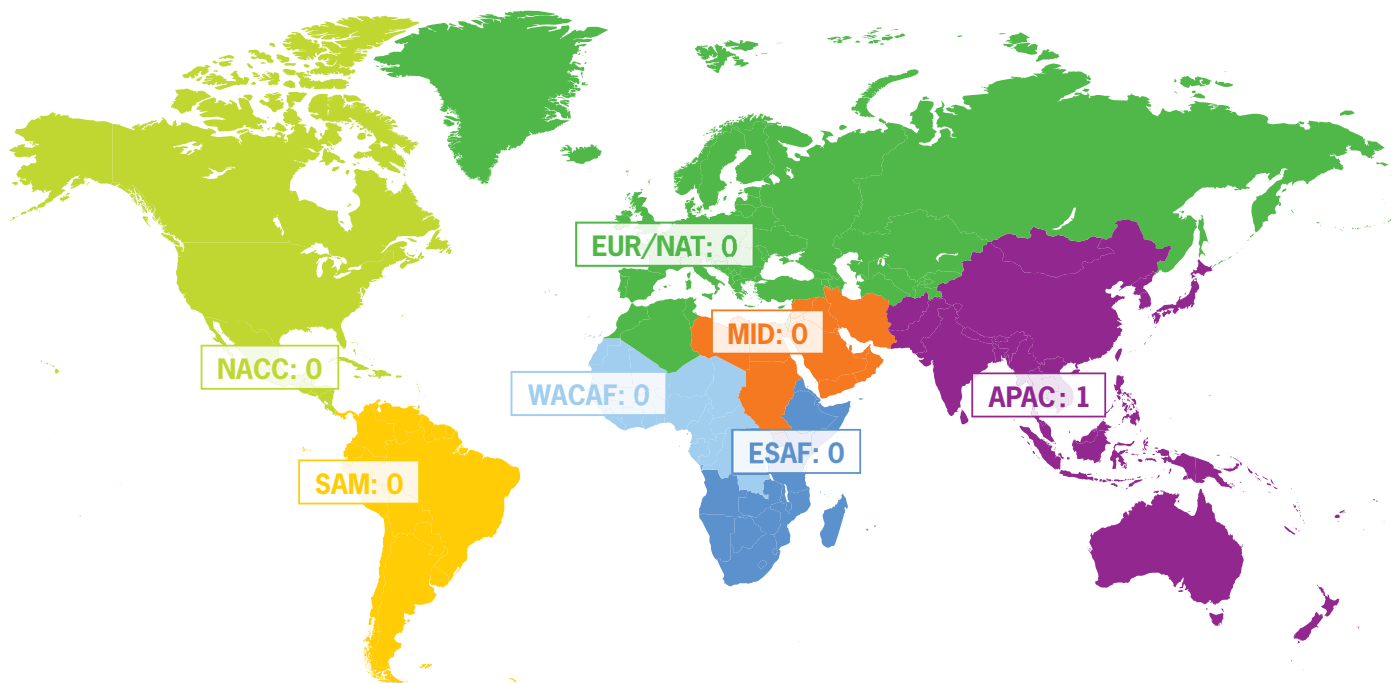 EUR/NAT: 0
MID: 0
NACC: 0
WACAF: 0
APAC: 1
ESAF: 0
SAM: 0